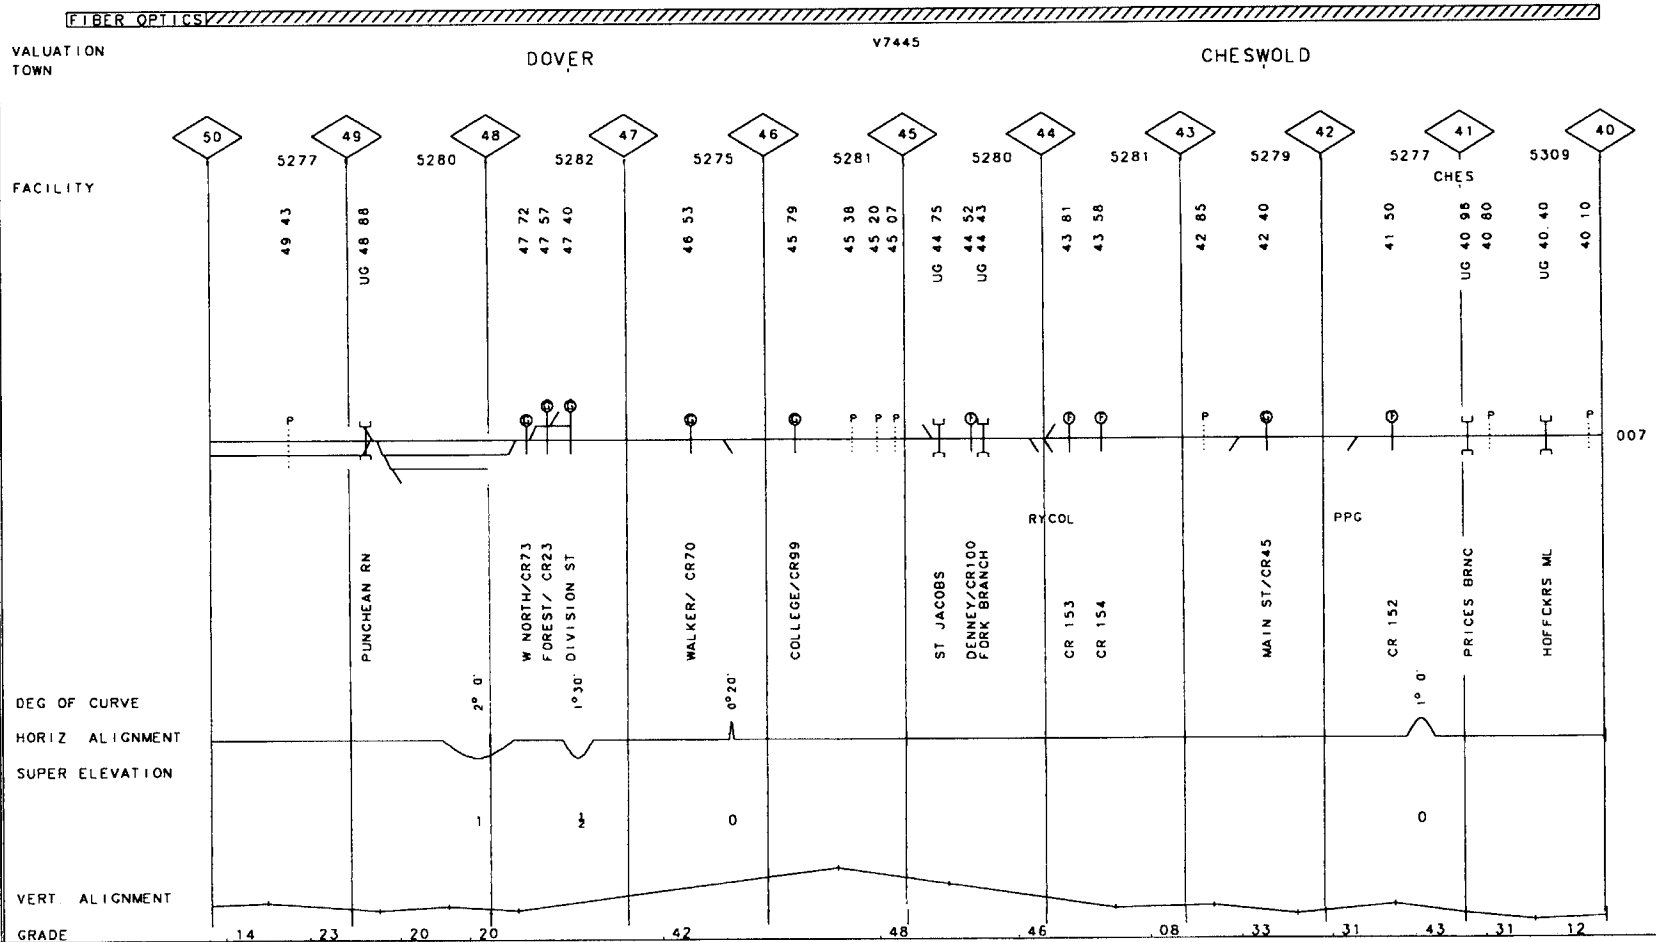 FIBER OPTICS
VALUATION V7445
TOWN DOVER CHESWOLD
50 49 48 47 46 45 44 43 42 41 40
5277 5280 5282 5275 5281 5280 5281 5279 5277 5309
FACILITY CHES
49 43
UG 48 88
47 72
47 57
47 40
46 53
45 79
45 38
45 20
45 07
UG 44 75
44 52
UG 44 43
43 81
43 58
42 85
42 40
41 50
UG 40 98
40 80
UG 40.40
40 10
P G G G G G P P P F F F P G F P P
007
RYCOL PPG
PUNCHEAN RN
W NORTH/CR73
FOREST/ CR23
DIVISION ST
WALKER/ CR70
COLLEGE/CR99
ST JACOBS
DENNEY/CR100
FORK BRANCH
CR 153
CR 154
MAIN ST/CR45
CR 152
PRICES BRNC
HOFFCKRS ML
DEG OF CURVE 2° 0' 1°30' 0°20' 1° 0'
HORIZ ALIGNMENT
SUPER ELEVATION
1 ½ 0 0
VERT. ALIGNMENT
GRADE .14 .23 .20 .20 .42 .48 .46 .08 .33 .31 .43 .31 .12